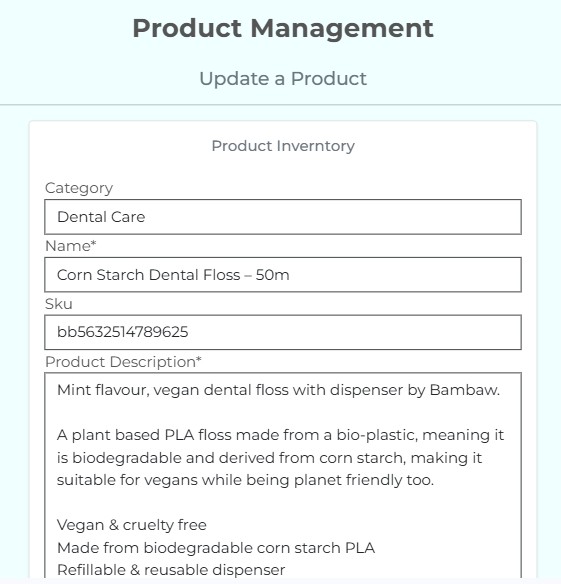 Product Management
Update a Product
Product Inverntory
Category
Dental Care
Name*
Corn Starch Dental Floss – 50m
Sku
bb5632514789625
Product Description*
Mint flavour, vegan dental floss with dispenser by Bambaw.
A plant based PLA floss made from a bio-plastic, meaning it
is biodegradable and derived from corn starch, making it
suitable for vegans while being planet friendly too.
Vegan & cruelty free
Made from biodegradable corn starch PLA
Refillable & reusable dispenser